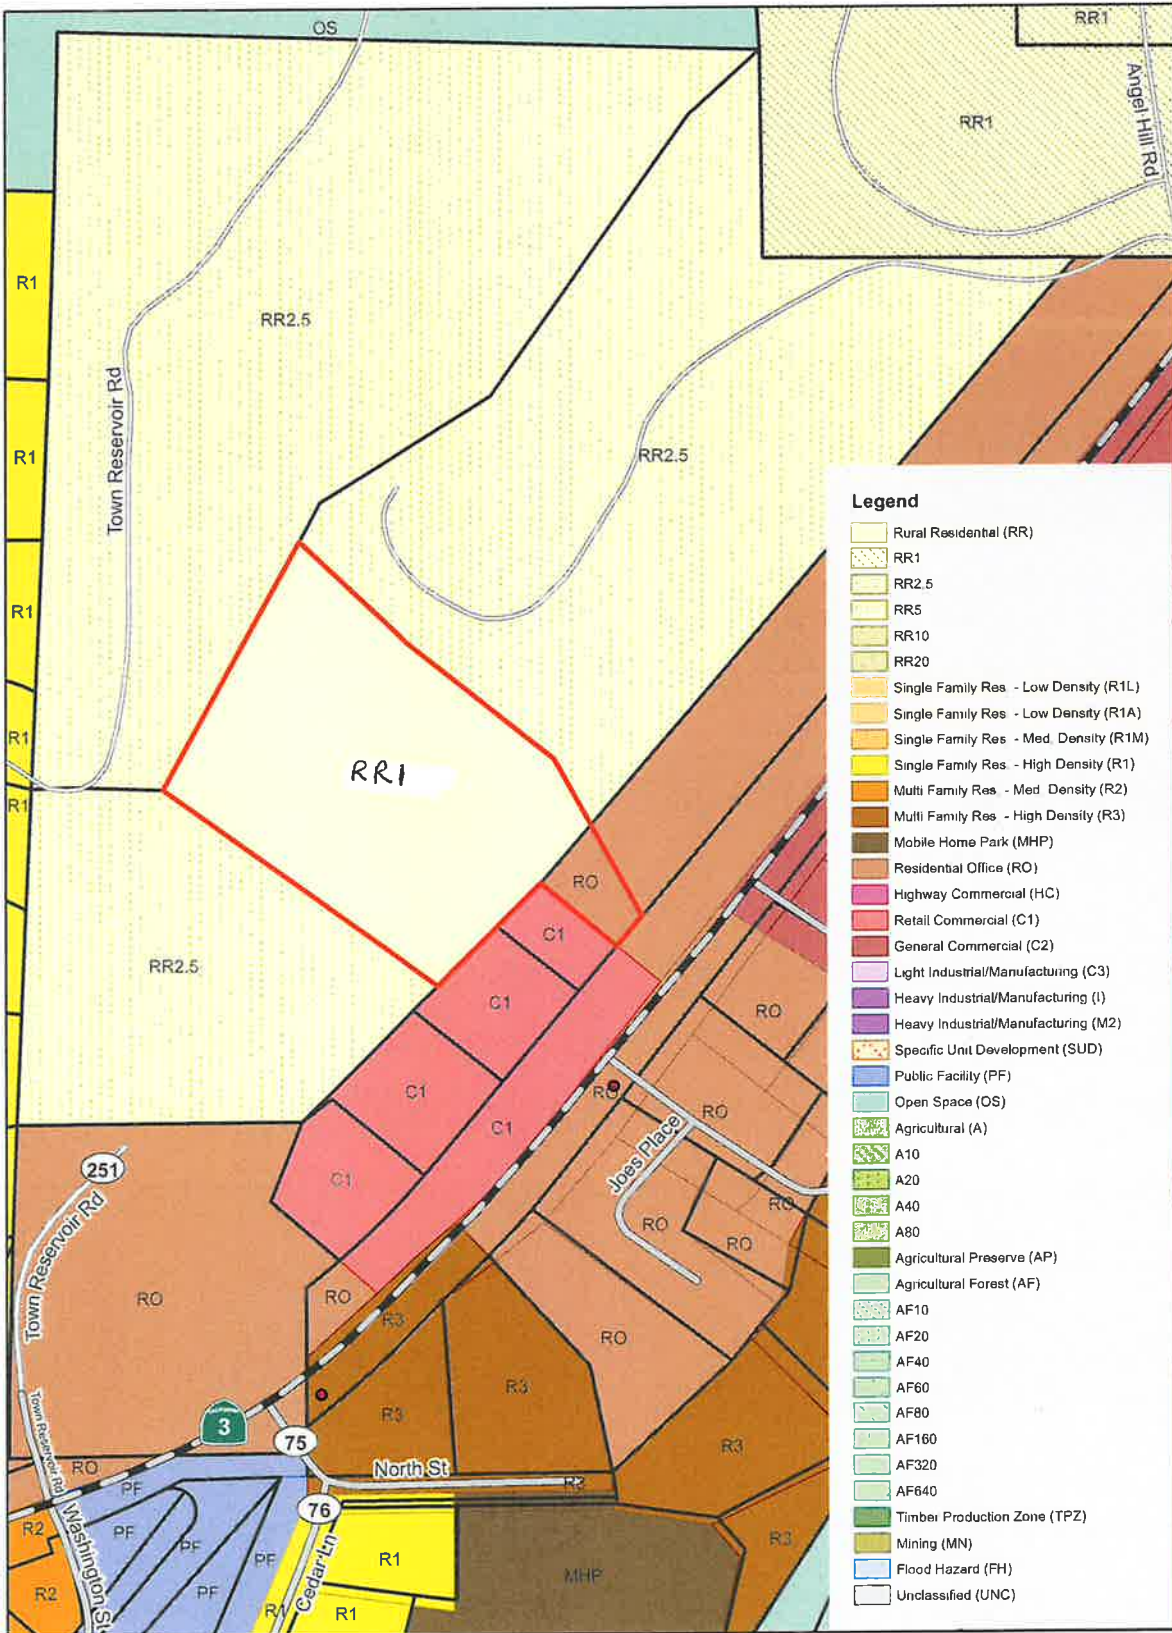 OS
RR1
Angel Hill Rd
RR1
R1
RR2.5
Town Reservoir Rd
R1
RR2.5
R1
R1
RR1
R1
RO
C1
RR2.5
C1
RO
C1
RO
RO
C1
Joes Place
C1
RO
RO
RO
251
Town Reservoir Rd
RO
RO
R3
RO
R3
R3
3
75
R3
North St
R3
RO
Town Reservoir Rd
PF
76
R2
PF
PF
PF
PF
R2
Washington St
Cedar Ln
R1
R1
R1
MHP
R3
Legend
Rural Residential (RR)
RR1
RR2.5
RR5
RR10
RR20
Single Family Res. - Low Density (R1L)
Single Family Res. - Low Density (R1A)
Single Family Res. - Med. Density (R1M)
Single Family Res. - High Density (R1)
Multi Family Res. - Med. Density (R2)
Multi Family Res. - High Density (R3)
Mobile Home Park (MHP)
Residential Office (RO)
Highway Commercial (HC)
Retail Commercial (C1)
General Commercial (C2)
Light Industrial/Manufacturing (C3)
Heavy Industrial/Manufacturing (I)
Heavy Industrial/Manufacturing (M2)
Specific Unit Development (SUD)
Public Facility (PF)
Open Space (OS)
Agricultural (A)
A10
A20
A40
A80
Agricultural Preserve (AP)
Agricultural Forest (AF)
AF10
AF20
AF40
AF60
AF80
AF160
AF320
AF640
Timber Production Zone (TPZ)
Mining (MN)
Flood Hazard (FH)
Unclassified (UNC)